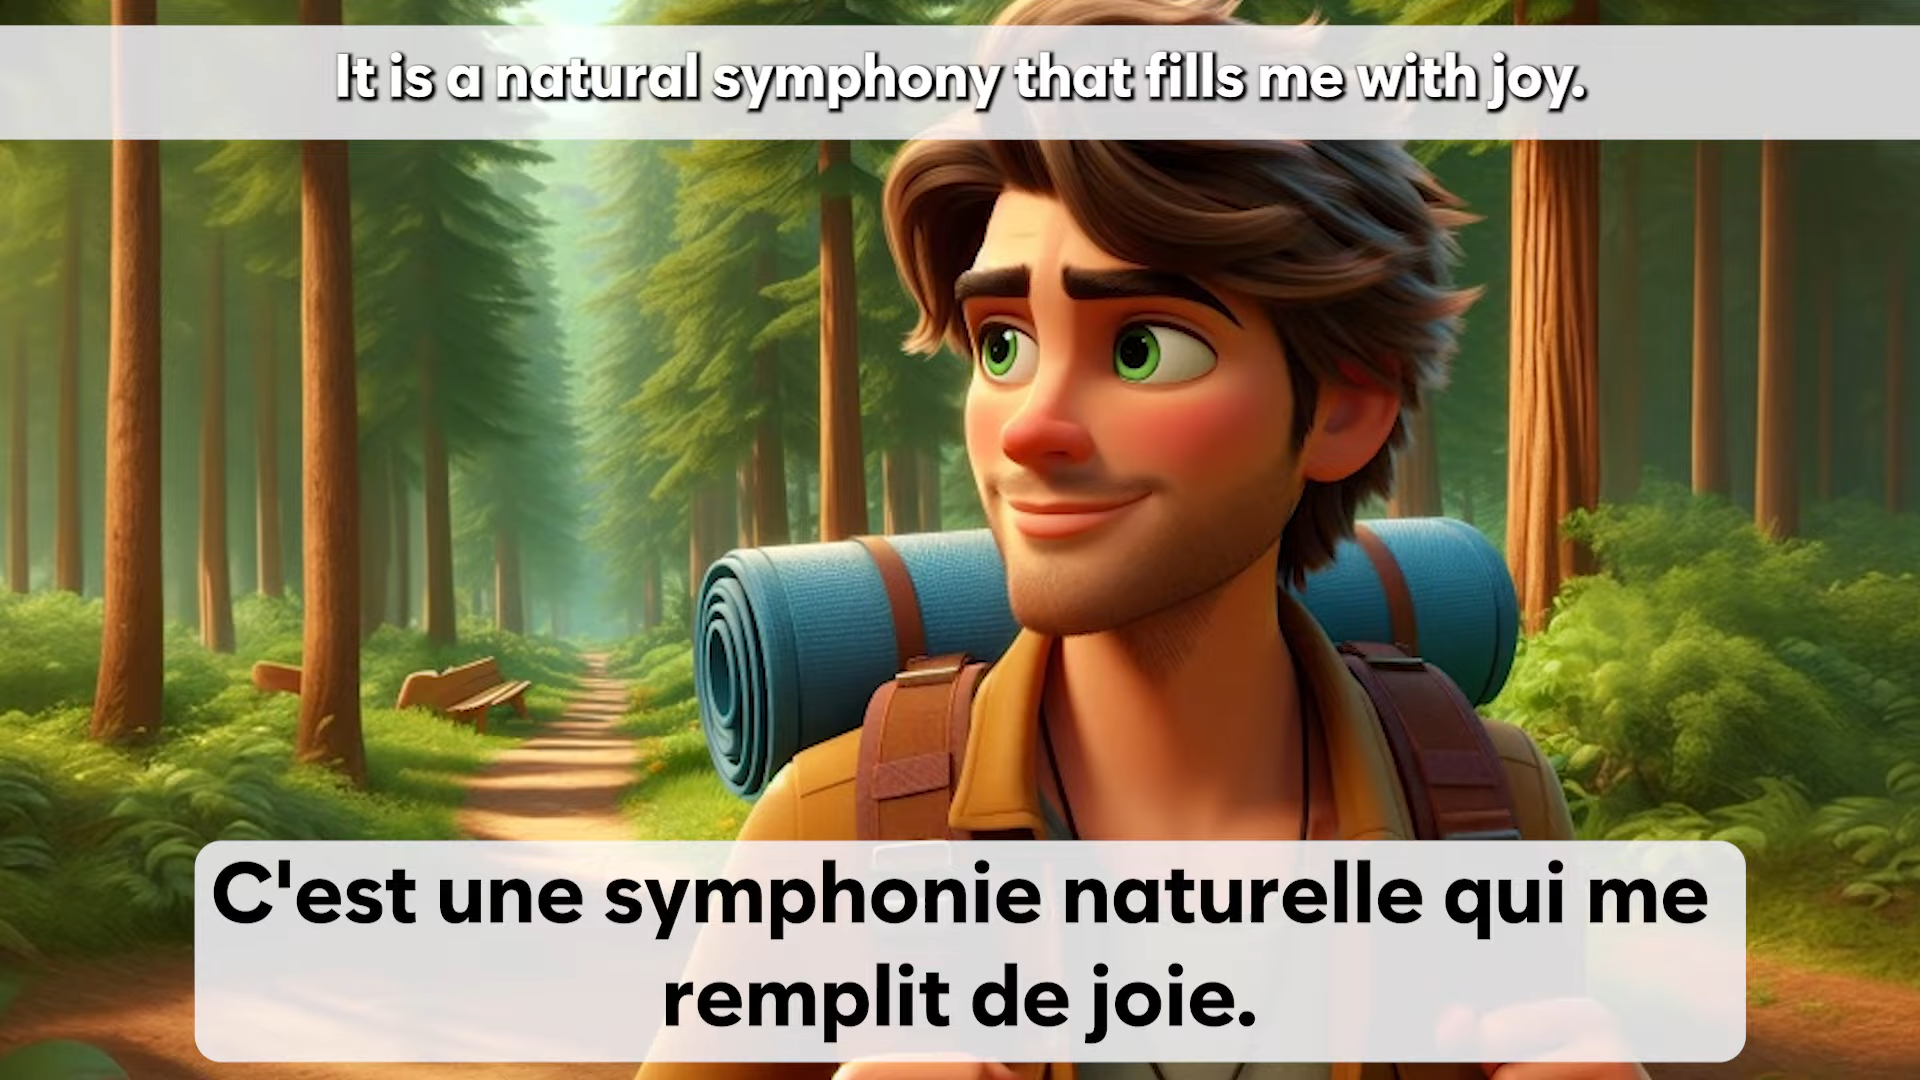 It is a natural symphony that fills me with joy.
C'est une symphonie naturelle qui me
remplit de joie.